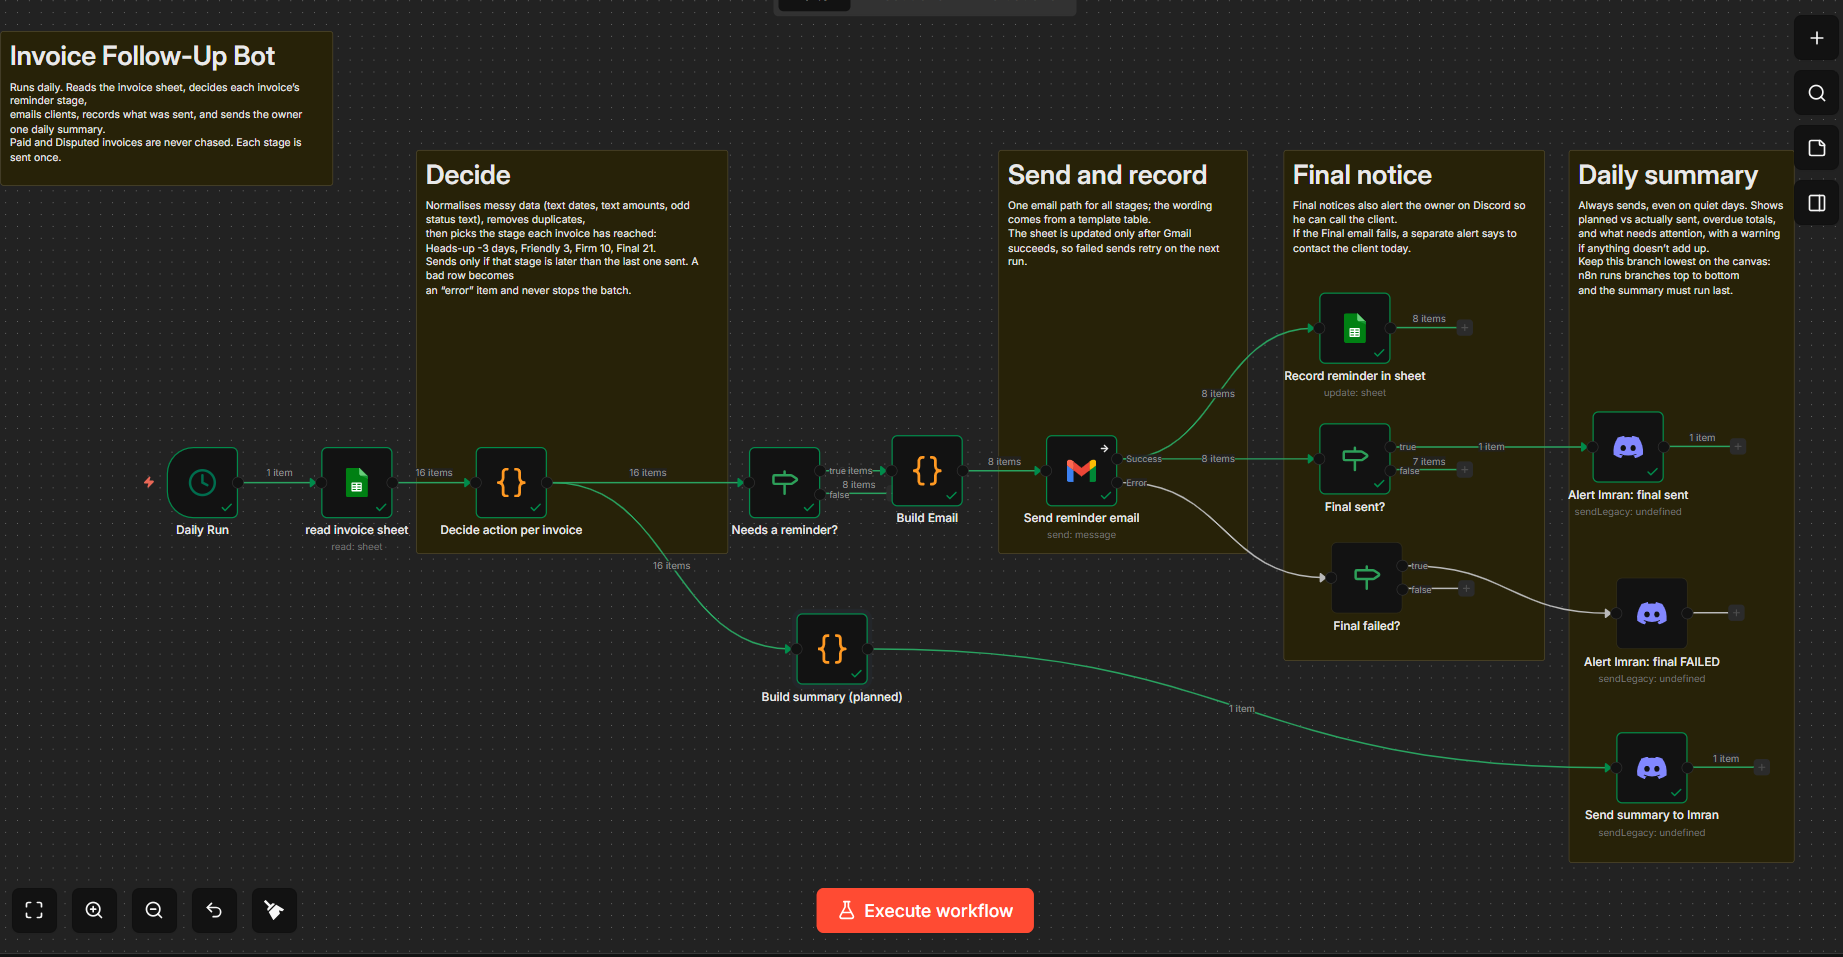 Invoice Follow-Up Bot
Runs daily. Reads the invoice sheet, decides each invoice's
reminder stage,
emails clients, records what was sent, and sends the owner
one daily summary.
Paid and Disputed invoices are never chased. Each stage is
sent once.
Decide
Normalises messy data (text dates, text amounts, odd
status text), removes duplicates,
then picks the stage each invoice has reached:
Heads-up -3 days, Friendly 3, Firm 10, Final 21.
Sends only if that stage is later than the last one sent. A
bad row becomes
an "error" item and never stops the batch.
Send and record
One email path for all stages; the wording
comes from a template table.
The sheet is updated only after Gmail
succeeds, so failed sends retry on the next
run.
Final notice
Final notices also alert the owner on Discord so
he can call the client.
If the Final email fails, a separate alert says to
contact the client today.
Daily summary
Always sends, even on quiet days. Shows
planned vs actually sent, overdue totals,
and what needs attention, with a warning
if anything doesn't add up.
Keep this branch lowest on the canvas:
n8n runs branches top to bottom
and the summary must run last.
Daily Run
1 item
read invoice sheet
read: sheet
16 items
Decide action per invoice
16 items
16 items
Needs a reminder?
true items
8 items
false
Build Email
8 items
Send reminder email
send: message
Success
Error
8 items
8 items
Record reminder in sheet
update: sheet
8 items
Final sent?
true
false
1 item
7 items
Alert Imran: final sent
sendLegacy: undefined
1 item
Final failed?
true
false
Alert Imran: final FAILED
sendLegacy: undefined
Build summary (planned)
1 item
Send summary to Imran
sendLegacy: undefined
1 item
Execute workflow